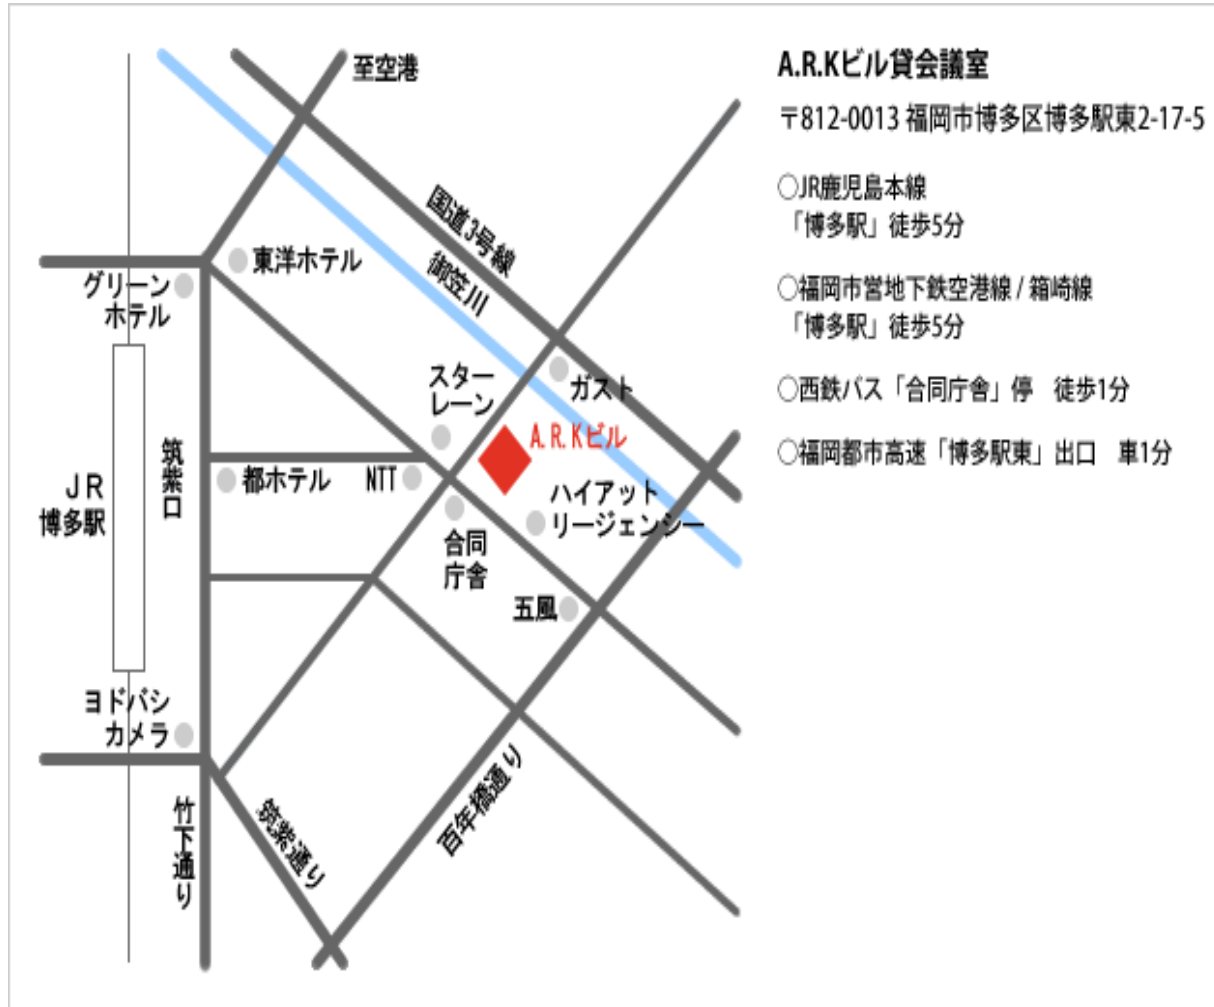 至空港
国道3号線
御笠川
東洋ホテル
グリーン
ホテル
スター
レーン
ガスト
A.R.Kビル
筑紫口
都ホテル
NTT
JR
博多駅
ハイアット
リージェンシー
合同
庁舎
五風
ヨドバシ
カメラ
竹下通り
筑紫通り
百年橋通り
A.R.Kビル貸会議室
〒812-0013 福岡市博多区博多駅東2-17-5
○JR鹿児島本線
「博多駅」徒歩5分
○福岡市営地下鉄空港線 / 箱崎線
「博多駅」徒歩5分
○西鉄バス「合同庁舎」停　徒歩1分
○福岡都市高速「博多駅東」出口　車1分